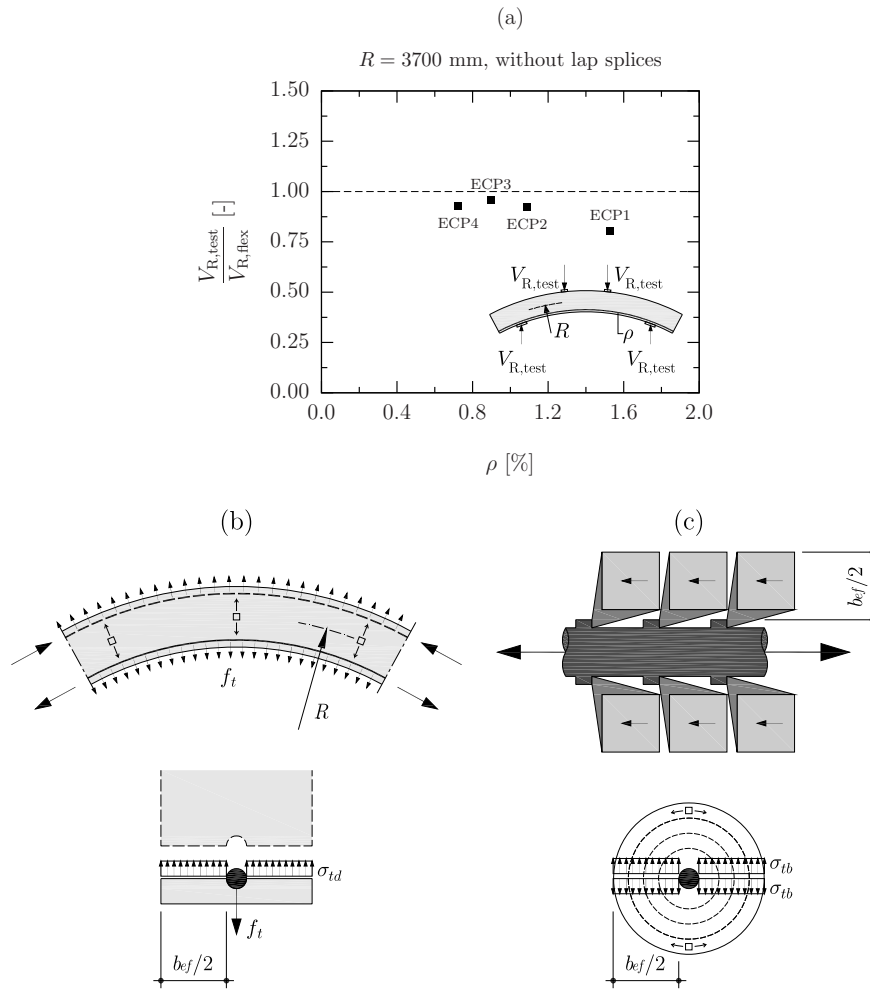 (a)
R = 3700 mm, without lap splices
1.50
1.25
1.00
0.75
0.50
0.25
0.00
V_R,test / V_R,flex [-]
ECP3
ECP4
ECP2
ECP1
V_R,test
V_R,test
R
ρ
V_R,test
V_R,test
0.0 0.4 0.8 1.2 1.6 2.0
ρ [%]
(b)
f_t
R
σ_td
f_t
b_ef/2
(c)
b_ef/2
σ_tb
σ_tb
b_ef/2